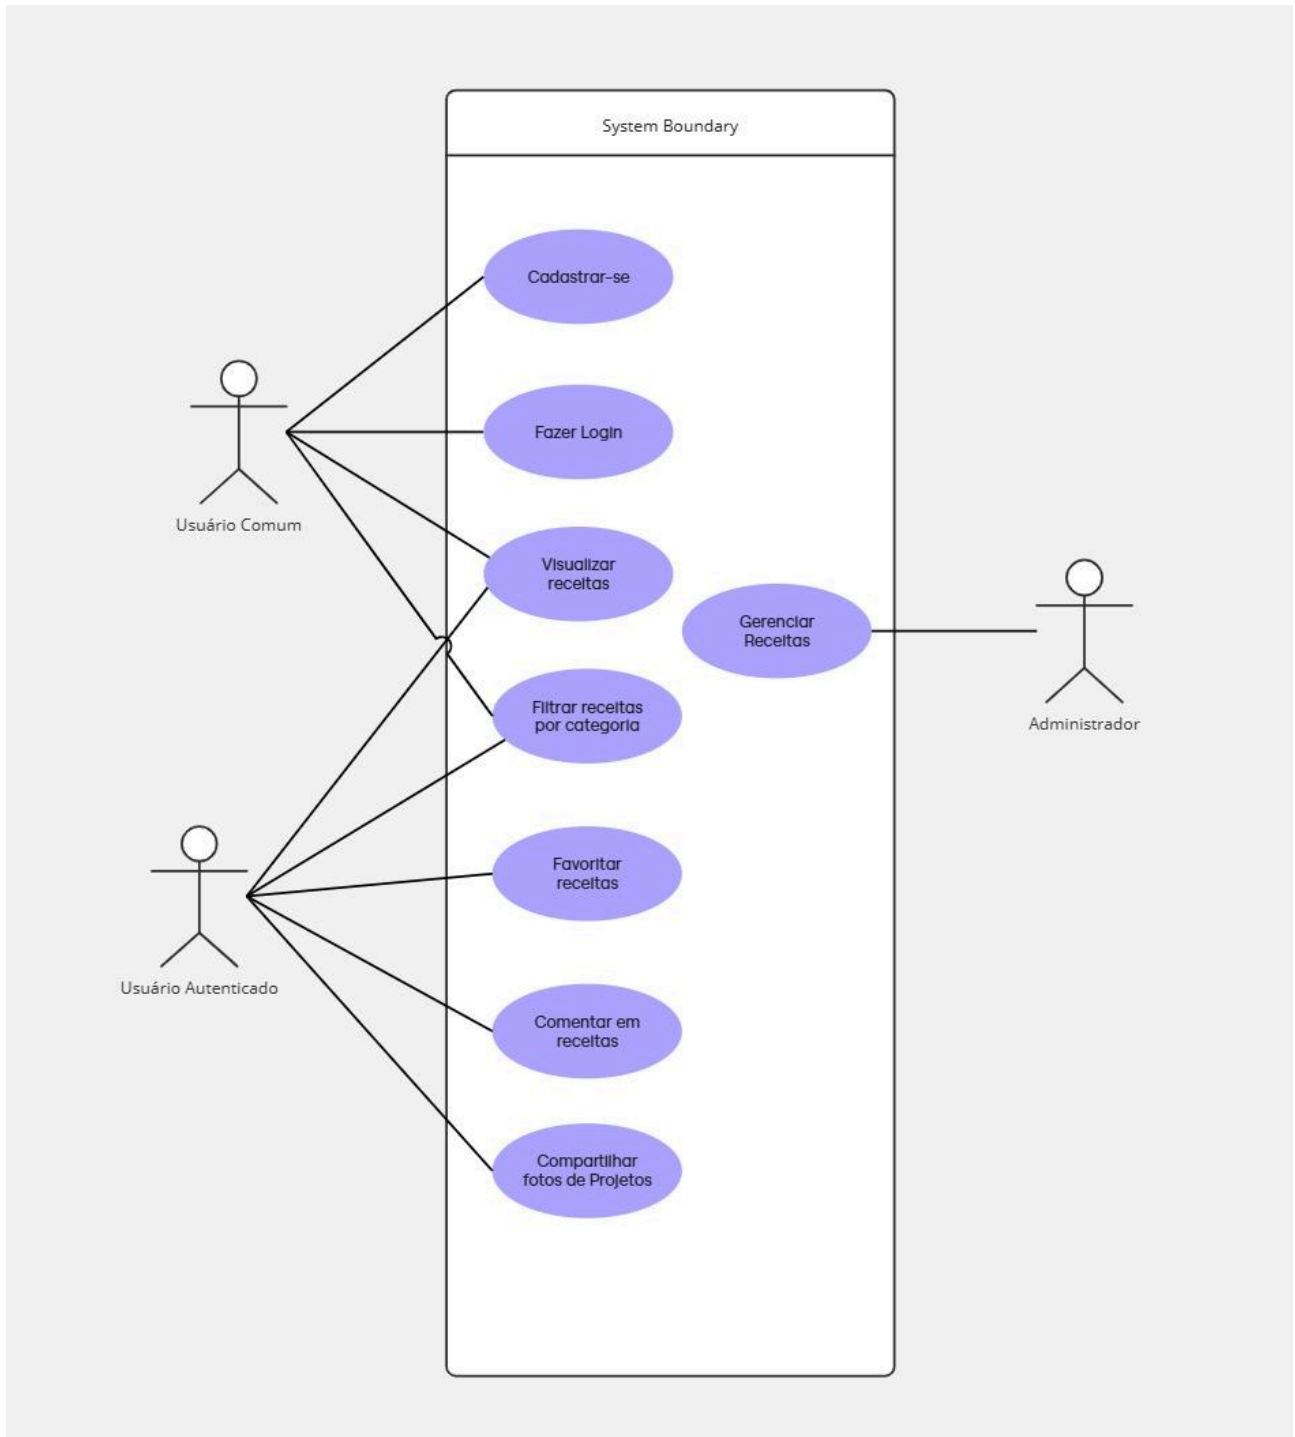 System Boundary
Cadastrar-se
Fazer Login
Usuário Comum
Visualizar
receitas
Gerenciar
Receitas
Filtrar receitas
por categoria
Administrador
Favoritar
receitas
Usuário Autenticado
Comentar em
receitas
Compartilhar
fotos de Projetos